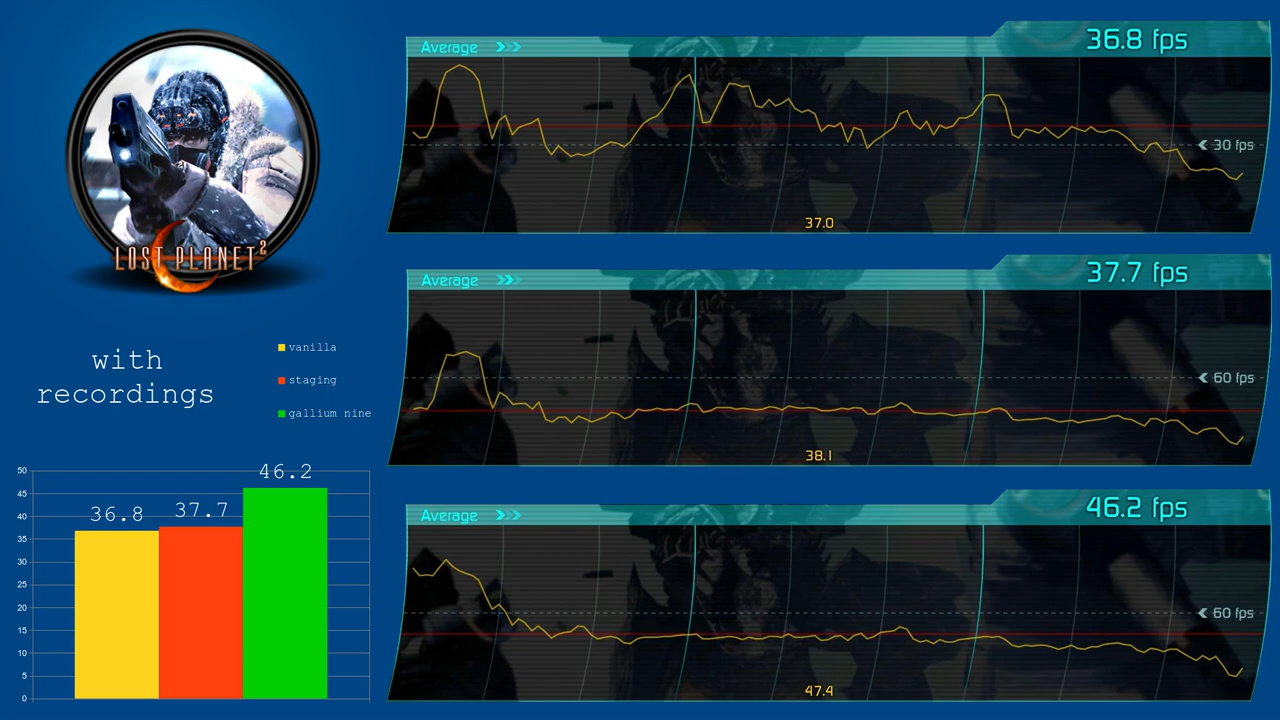 LOST PLANET 2
with
recordings
vanilla
staging
gallium nine
36.8
37.7
46.2
50
45
40
35
30
25
20
15
10
5
0
Average
36.8 fps
30 fps
37.0
Average
37.7 fps
60 fps
38.1
Average
46.2 fps
60 fps
47.4